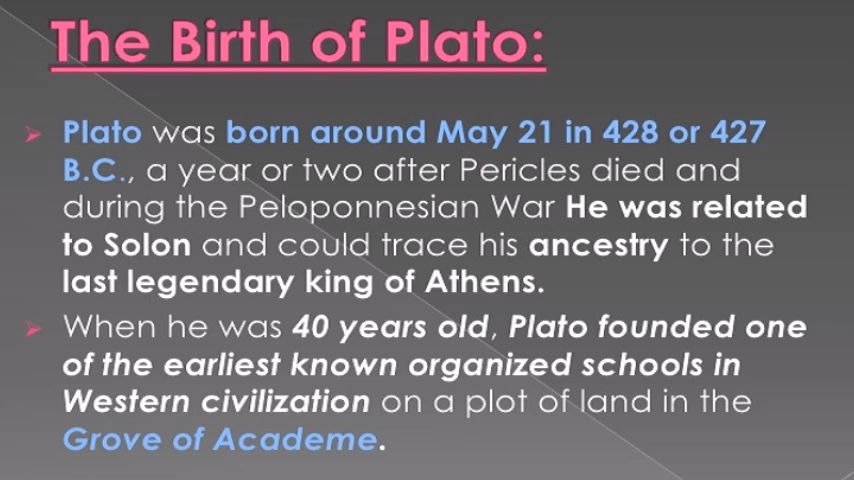 The Birth of Plato:
Plato was born around May 21 in 428 or 427
B.C., a year or two after Pericles died and
during the Peloponnesian War He was related
to Solon and could trace his ancestry to the
last legendary king of Athens.
When he was 40 years old, Plato founded one
of the earliest known organized schools in
Western civilization on a plot of land in the
Grove of Academe.